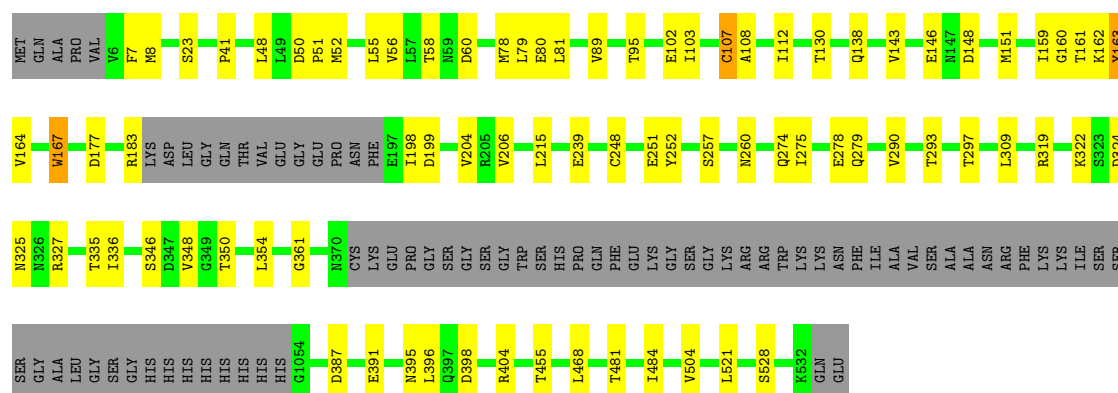 MET GLN ALA PRO VAL V6 F7 M8 S23 P41 L48 L49 D50 P51 M52 L55 V56 L57 T58 N59 D60 M78 L79 E80 L81 V89 T95 E102 I103 C107 A108 I112 T130 Q138 V143 E146 N147 D148 M151 I159 G160 T161 K162 Y163
V164 W167 D177 R183 LYS ASP LEU GLY GLN THR VAL GLU GLY GLU PRO ASN PHE E197 I198 D199 V204 R205 V206 L215 E239 C248 E251 Y252 S257 N260 Q274 I275 E278 Q279 V290 T293 T297 L309 R319 K322 S323 D324
N325 N326 R327 T335 I336 S346 D347 V348 G349 T350 L354 G361 N370 CYS LYS GLU PRO GLY SER GLY SER GLY TRP SER HIS PRO GLN PHE GLU LYS GLY SER GLY LYS ARG ARG TRP LYS LYS ASN PHE ILE ALA VAL SER ALA ALA ASN ARG PHE LYS LYS ILE SER SER
SER GLY ALA LEU GLY SER GLY HIS HIS HIS HIS HIS HIS HIS HIS G1054 D387 E391 N395 L396 Q397 D398 R404 T455 L468 T481 I484 V504 L521 S528 K532 GLN GLU